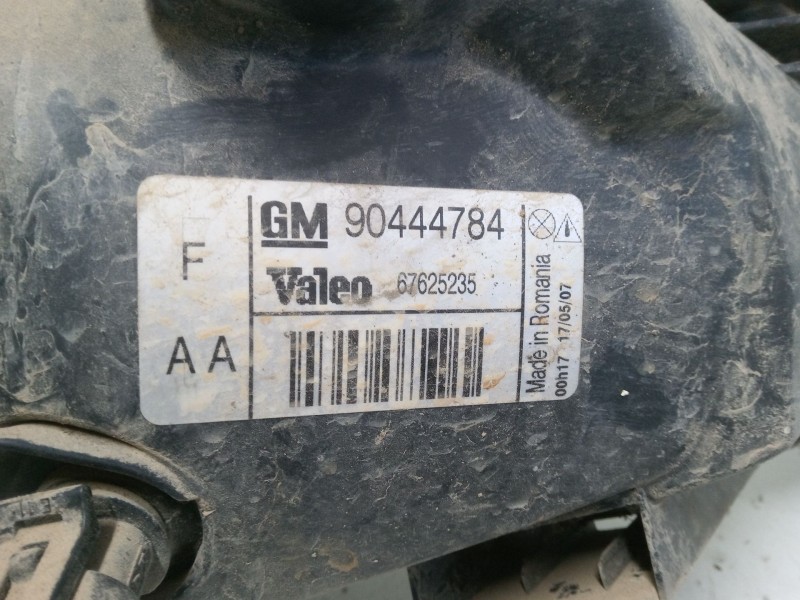 F
AA
GM 90444784
Valeo 67625235
Made in Romania
00h17 17/05/07